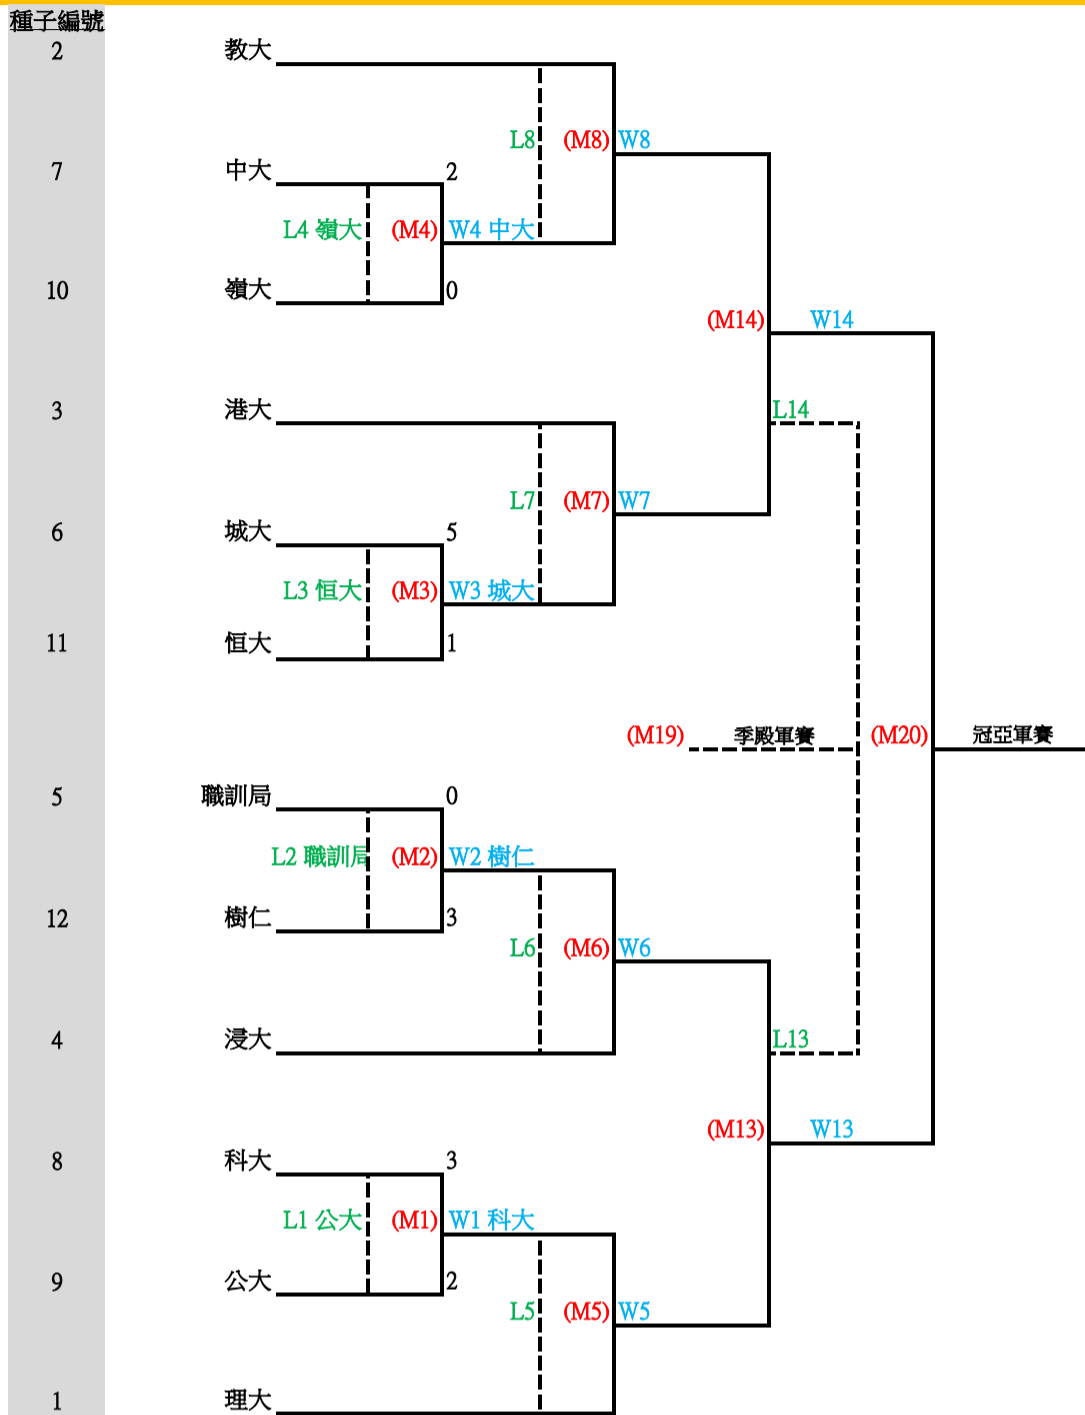 種子編號
2 教大
L8 (M8) W8
7 中大 2
L4 嶺大 (M4) W4 中大
10 嶺大 0
(M14) W14
3 港大 L14
L7 (M7) W7
6 城大 5
L3 恒大 (M3) W3 城大
11 恒大 1
(M19) 季殿軍賽 (M20) 冠亞軍賽
5 職訓局 0
L2 職訓局 (M2) W2 樹仁
12 樹仁 3
L6 (M6) W6
4 浸大 L13
(M13) W13
8 科大 3
L1 公大 (M1) W1 科大
9 公大 2
L5 (M5) W5
1 理大